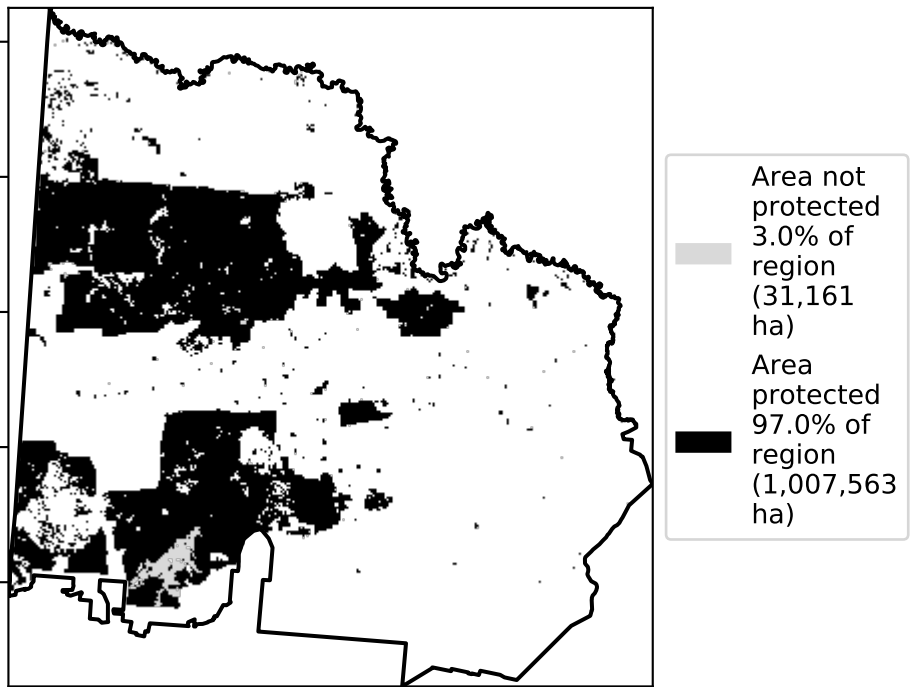 Area not
protected
3.0% of
region
(31,161
ha)
Area
protected
97.0% of
region
(1,007,563
ha)